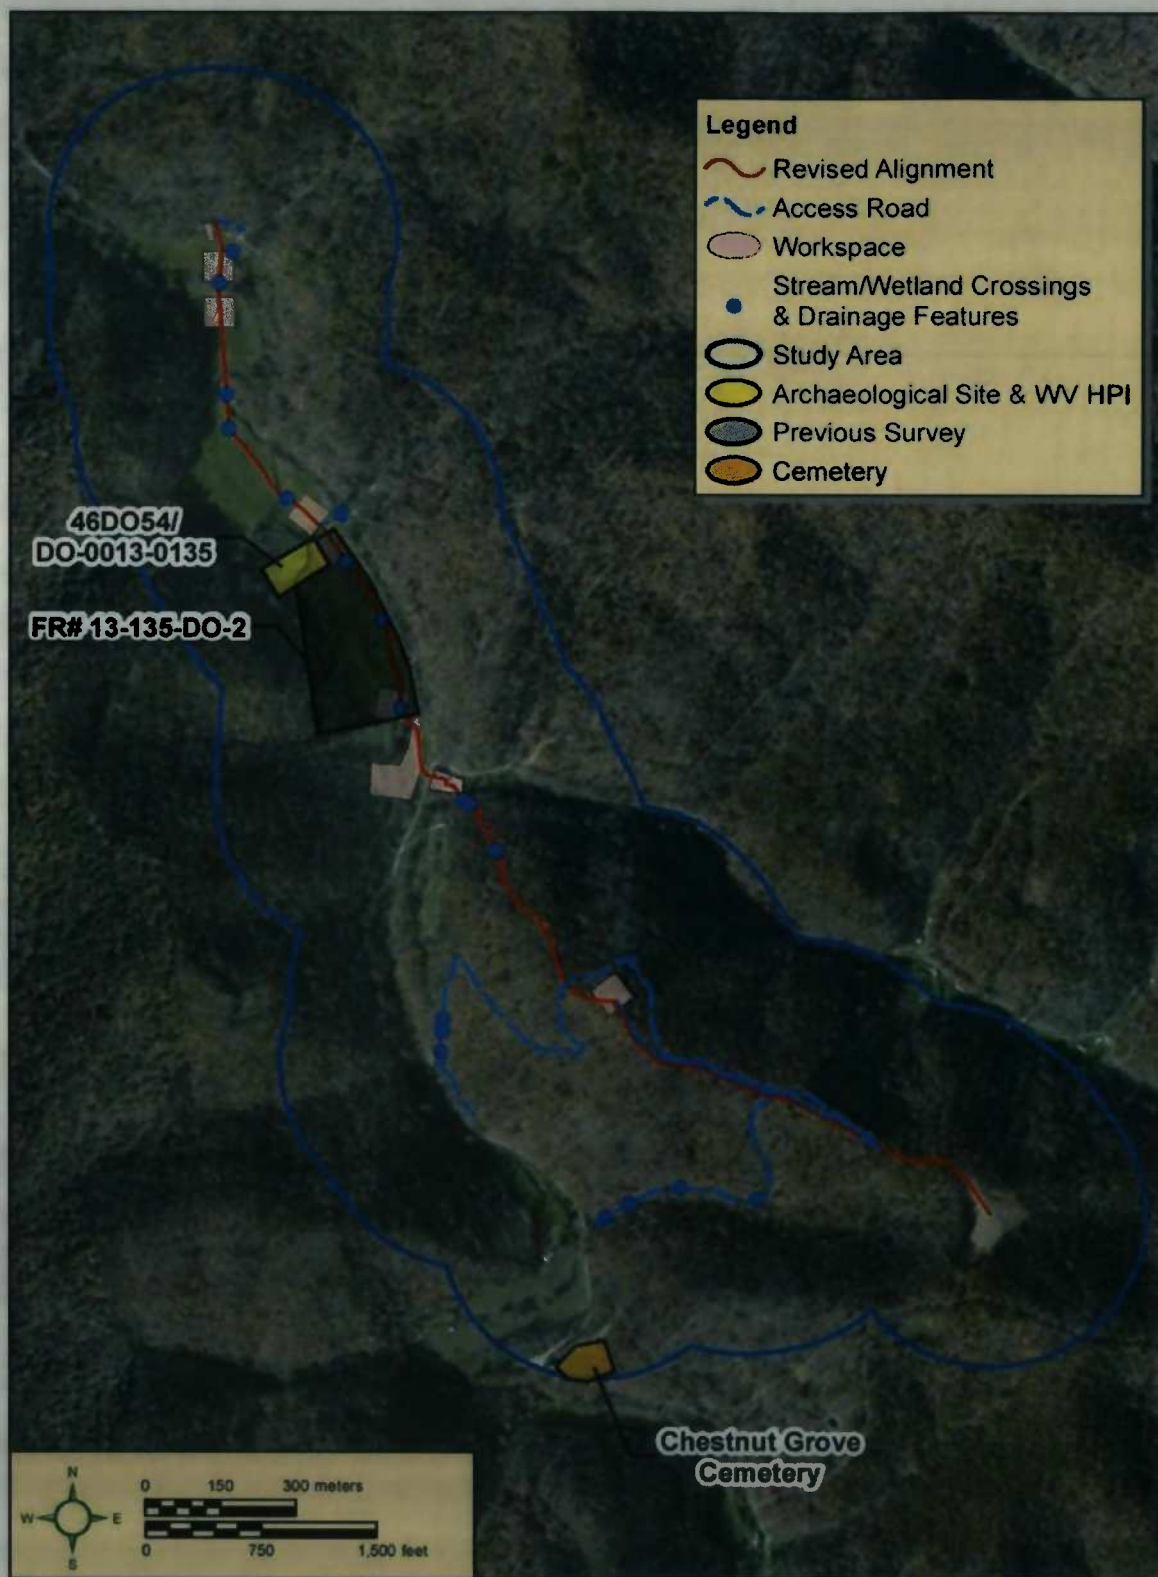 Legend
Revised Alignment
Access Road
Workspace
Stream/Wetland Crossings
& Drainage Features
Study Area
Archaeological Site & WV HPI
Previous Survey
Cemetery
46DO54/
DO-0013-0135
FR# 13-135-DO-2
Chestnut Grove
Cemetery
N
W E
S
0 150 300 meters
0 750 1,500 feet